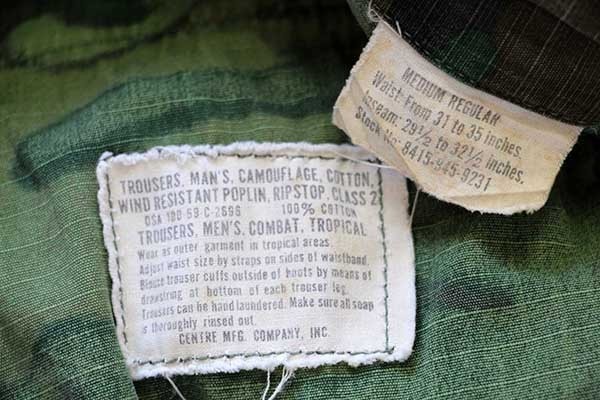 MEDIUM REGULAR
Waist: From 31 to 35 inches.
Inseam: 29½ to 32½ inches.
Stock No: 8415-945-9231
TROUSERS, MAN'S, CAMOUFLAGE, COTTON,
WIND RESISTANT POPLIN, RIPSTOP, CLASS 2
DSA 100-69-C-2596 100% COTTON
TROUSERS, MEN'S, COMBAT, TROPICAL
Wear as outer garment in tropical areas.
Adjust waist size by straps on sides of waistband.
Blouse trouser cuffs outside of boots by means of
drawstring at bottom of each trouser leg.
Trousers can be hand laundered. Make sure all soap
is thoroughly rinsed out.
CENTRE MFG. COMPANY, INC.